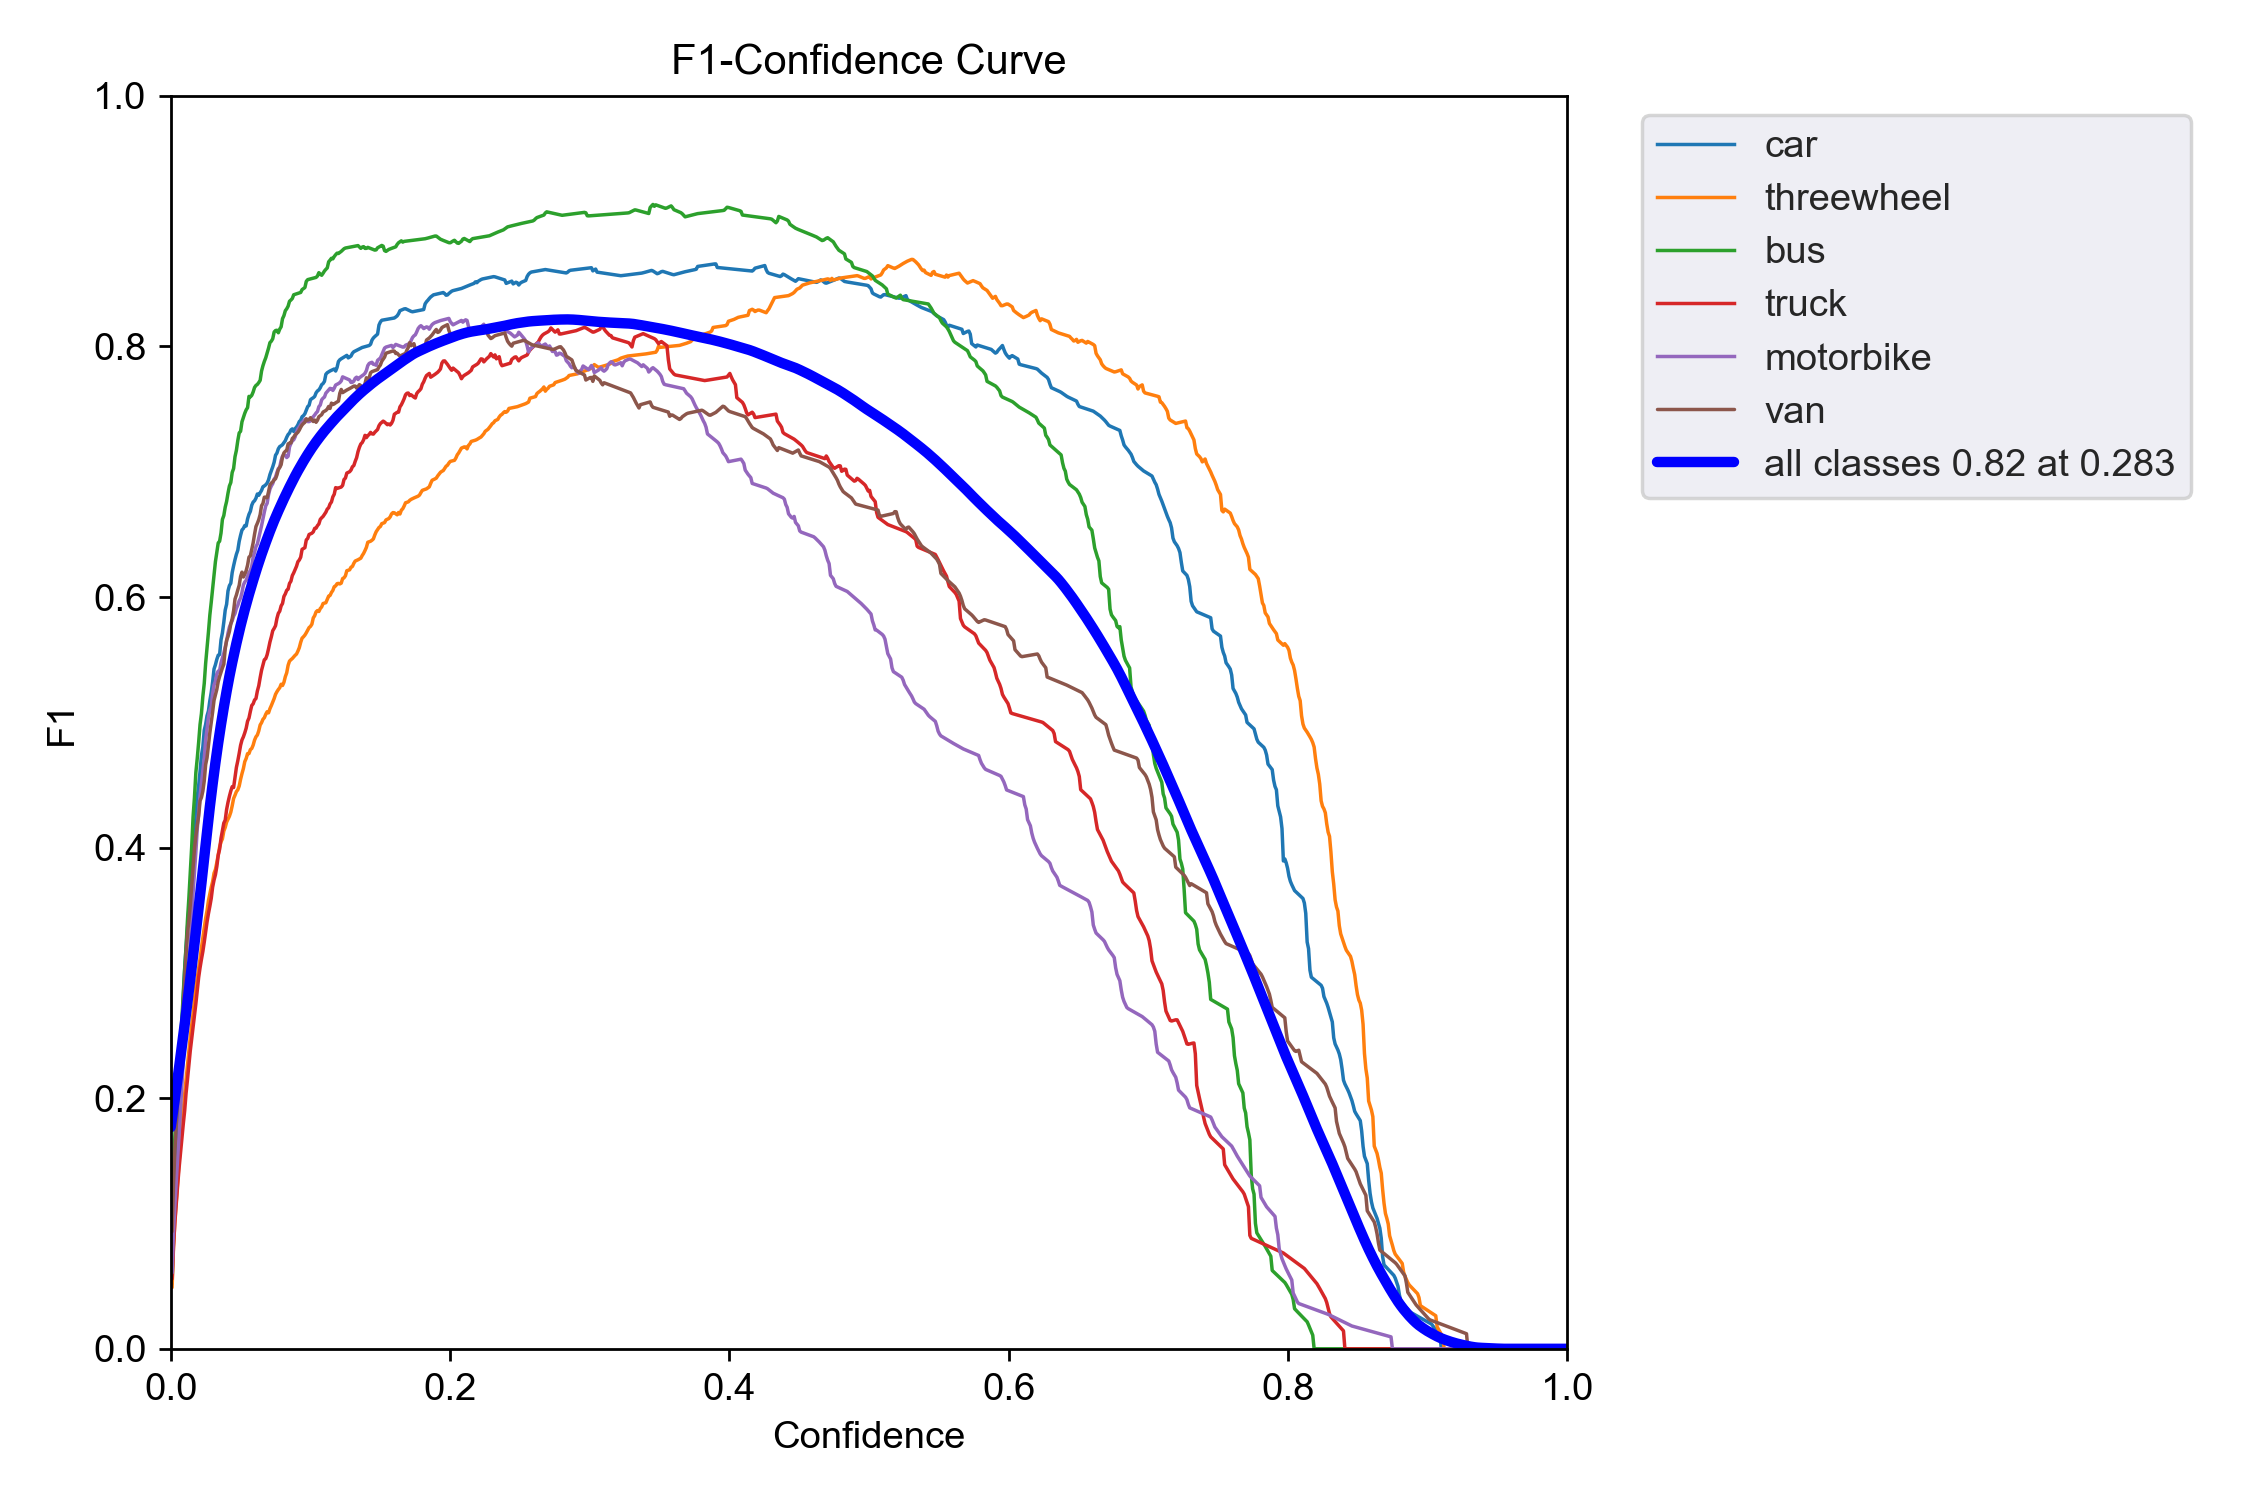 F1-Confidence Curve
1.0
0.8
0.6
0.4
0.2
0.0
F1
0.0 0.2 0.4 0.6 0.8 1.0
Confidence
car
threewheel
bus
truck
motorbike
van
all classes 0.82 at 0.283